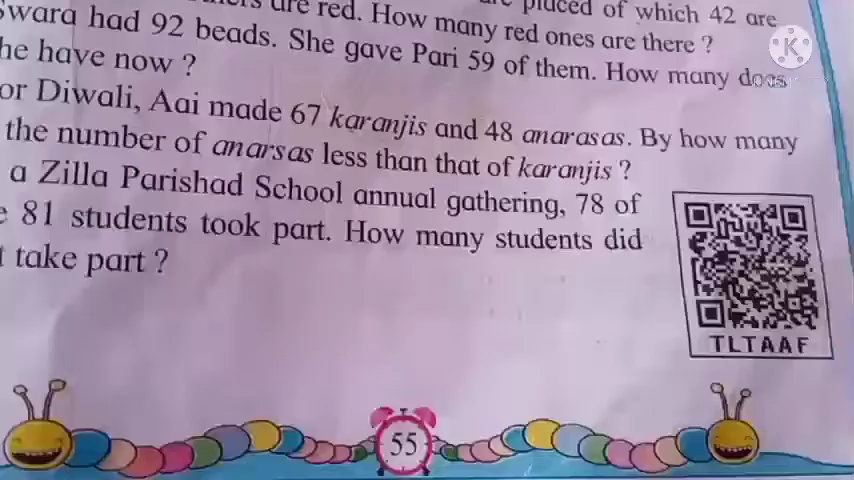 are placed of which 42 are
are red. How many red ones are there ?
Swara had 92 beads. She gave Pari 59 of them. How many does
he have now ?
or Diwali, Aai made 67 karanjis and 48 anarasas. By how many
the number of anarsas less than that of karanjis ?
a Zilla Parishad School annual gathering, 78 of
81 students took part. How many students did
take part ?
TLTAAF
55
K